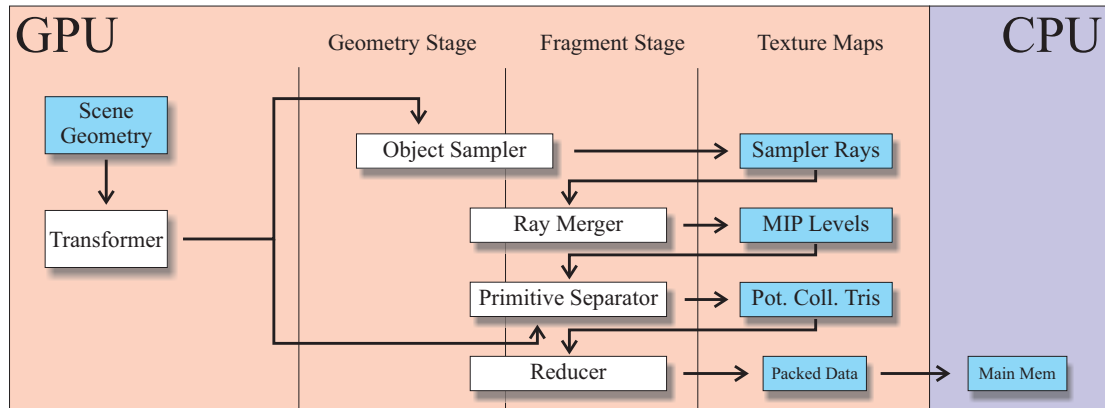 GPU
Geometry Stage
Fragment Stage
Texture Maps
CPU
Scene
Geometry
Object Sampler
Sampler Rays
Transformer
Ray Merger
MIP Levels
Primitive Separator
Pot. Coll. Tris
Reducer
Packed Data
Main Mem